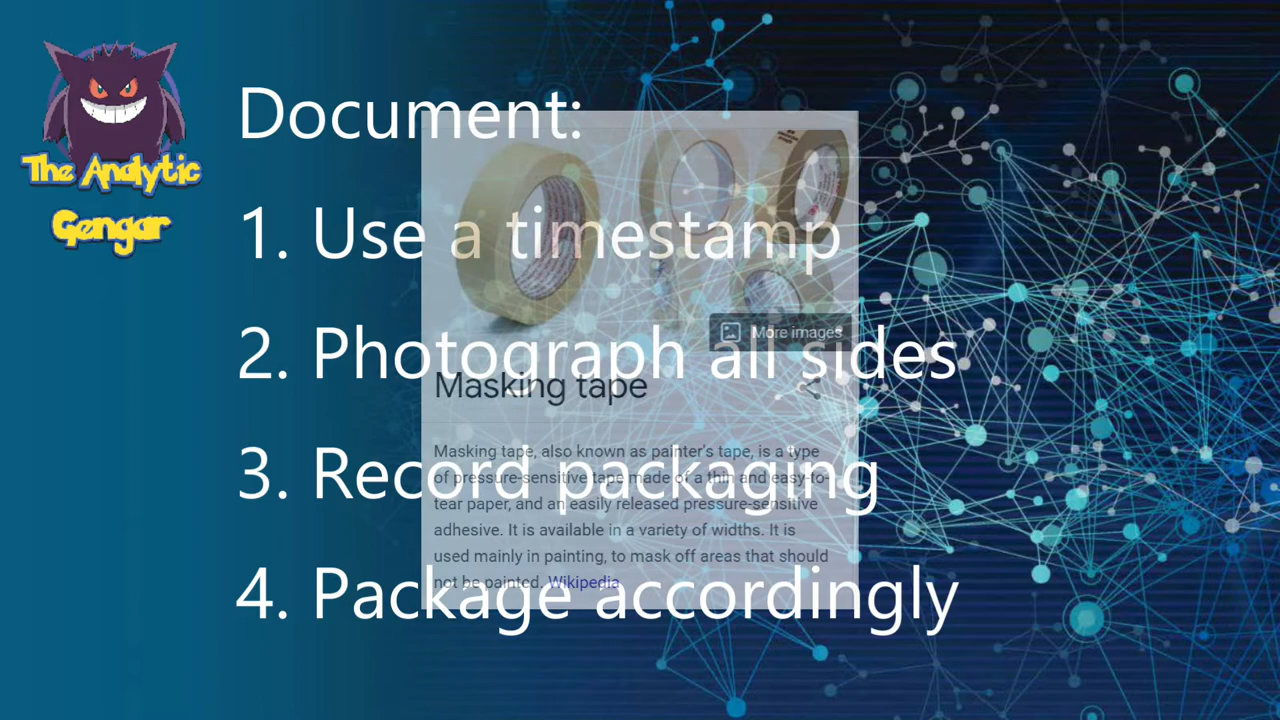 The Analytic
Gengar
Document:
1. Use a timestamp
2. Photograph all sides
3. Record packaging
4. Package accordingly
More images
Masking tape
Masking tape, also known as painter's tape, is a type
of pressure-sensitive tape made of a thin and easy-to-
tear paper, and an easily released pressure-sensitive
adhesive. It is available in a variety of widths. It is
used mainly in painting, to mask off areas that should
not be painted. Wikipedia